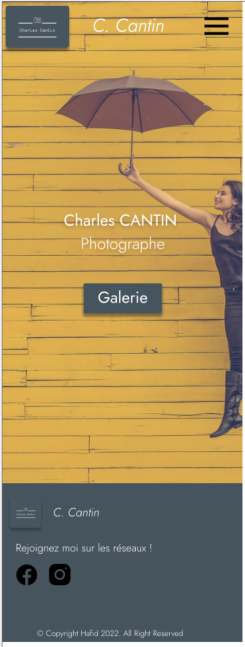 Charles Cantin
C. Cantin
Charles CANTIN
Photographe
Galerie
C. Cantin
Rejoignez moi sur les réseaux !
© Copyright Hafid 2022. All Right Reserved